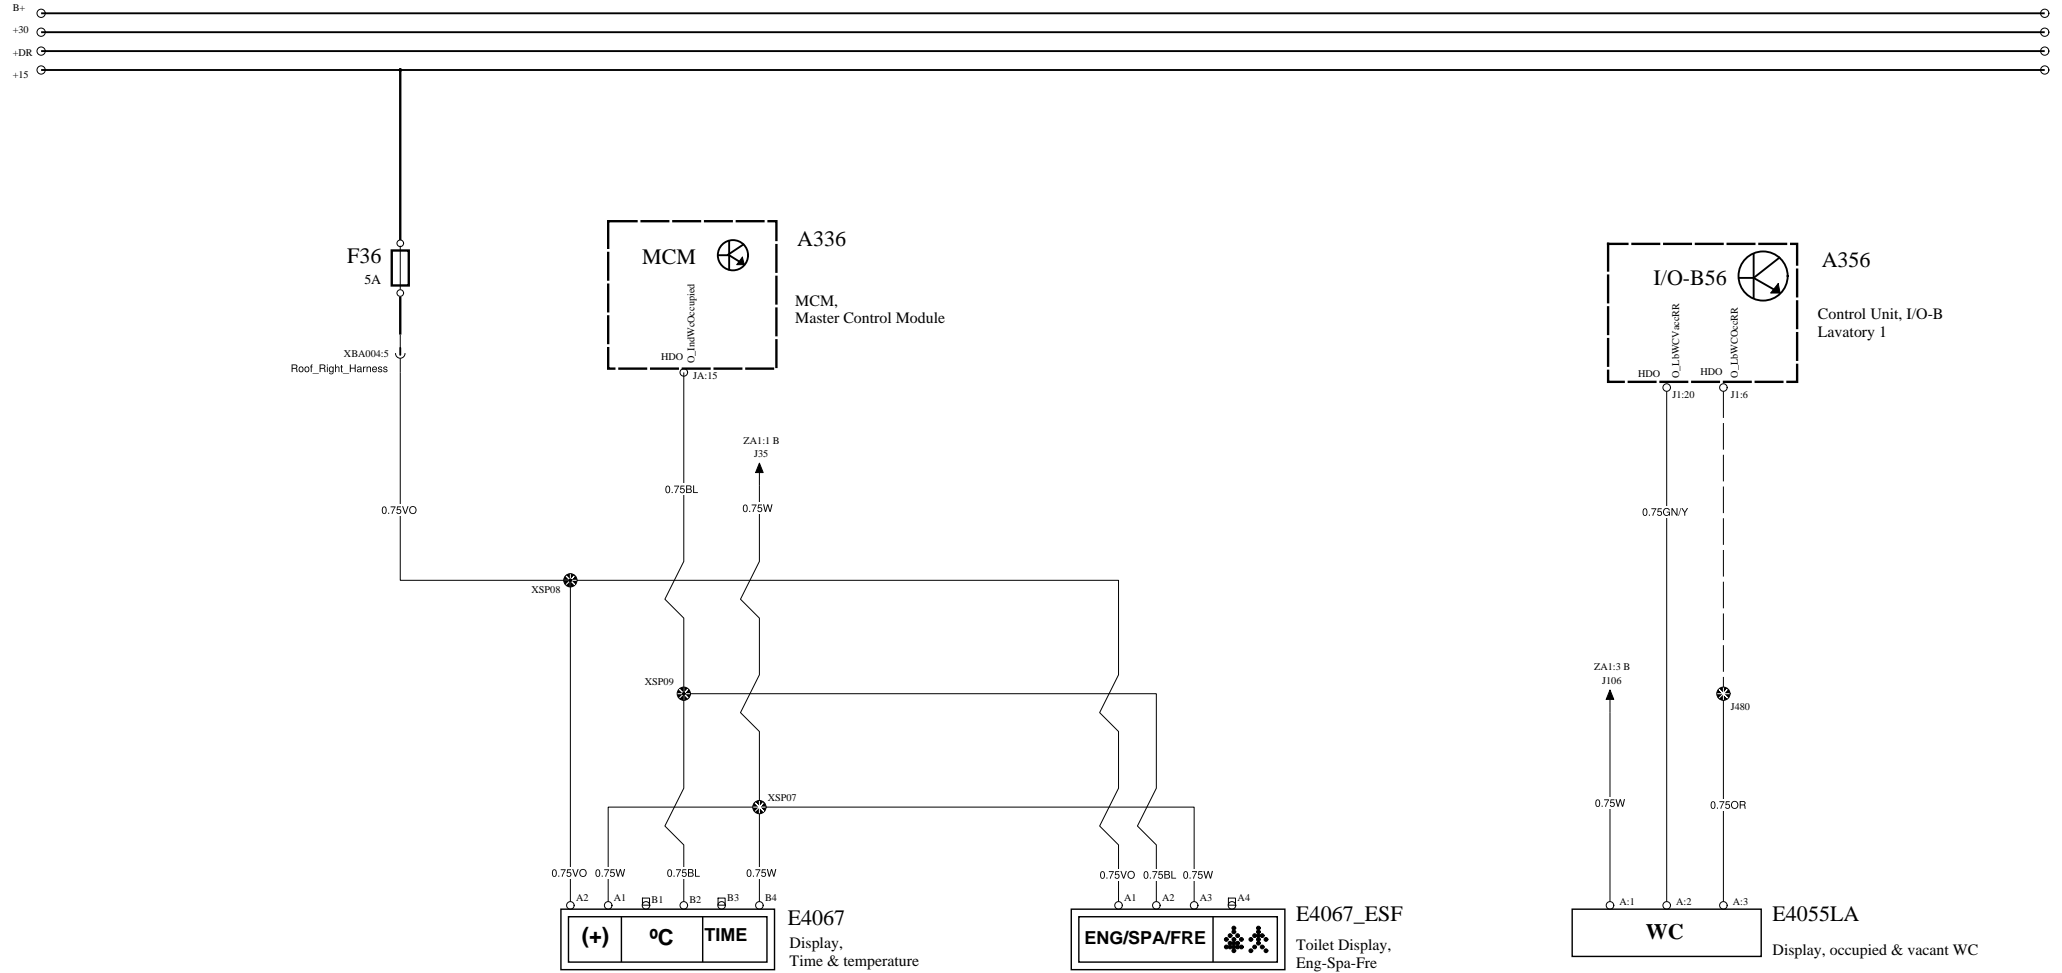 B+
+30
+DR
+15
F36
5A
XBA004:5
Roof_Right_Harness
0.75VO
MCM
A336
MCM,
Master Control Module
O_IndWcOccupied
HDO
JA:15
ZA1:1 B
J35
0.75BL
0.75W
XSP08
XSP09
XSP07
0.75VO
0.75W
0.75BL
0.75W
A2
A1
B1
B2
B3
B4
(+)
ºC
TIME
E4067
Display,
Time & temperature
0.75VO
0.75BL
0.75W
A1
A2
A3
A4
ENG/SPA/FRE
E4067_ESF
Toilet Display,
Eng-Spa-Fre
I/O-B56
A356
Control Unit, I/O-B
Lavatory 1
O_LbWCVaccRR
O_LbWCOccRR
HDO
HDO
J1:20
J1:6
0.75GN/Y
ZA1:3 B
J106
J480
0.75W
0.75OR
A:1
A:2
A:3
WC
E4055LA
Display, occupied & vacant WC